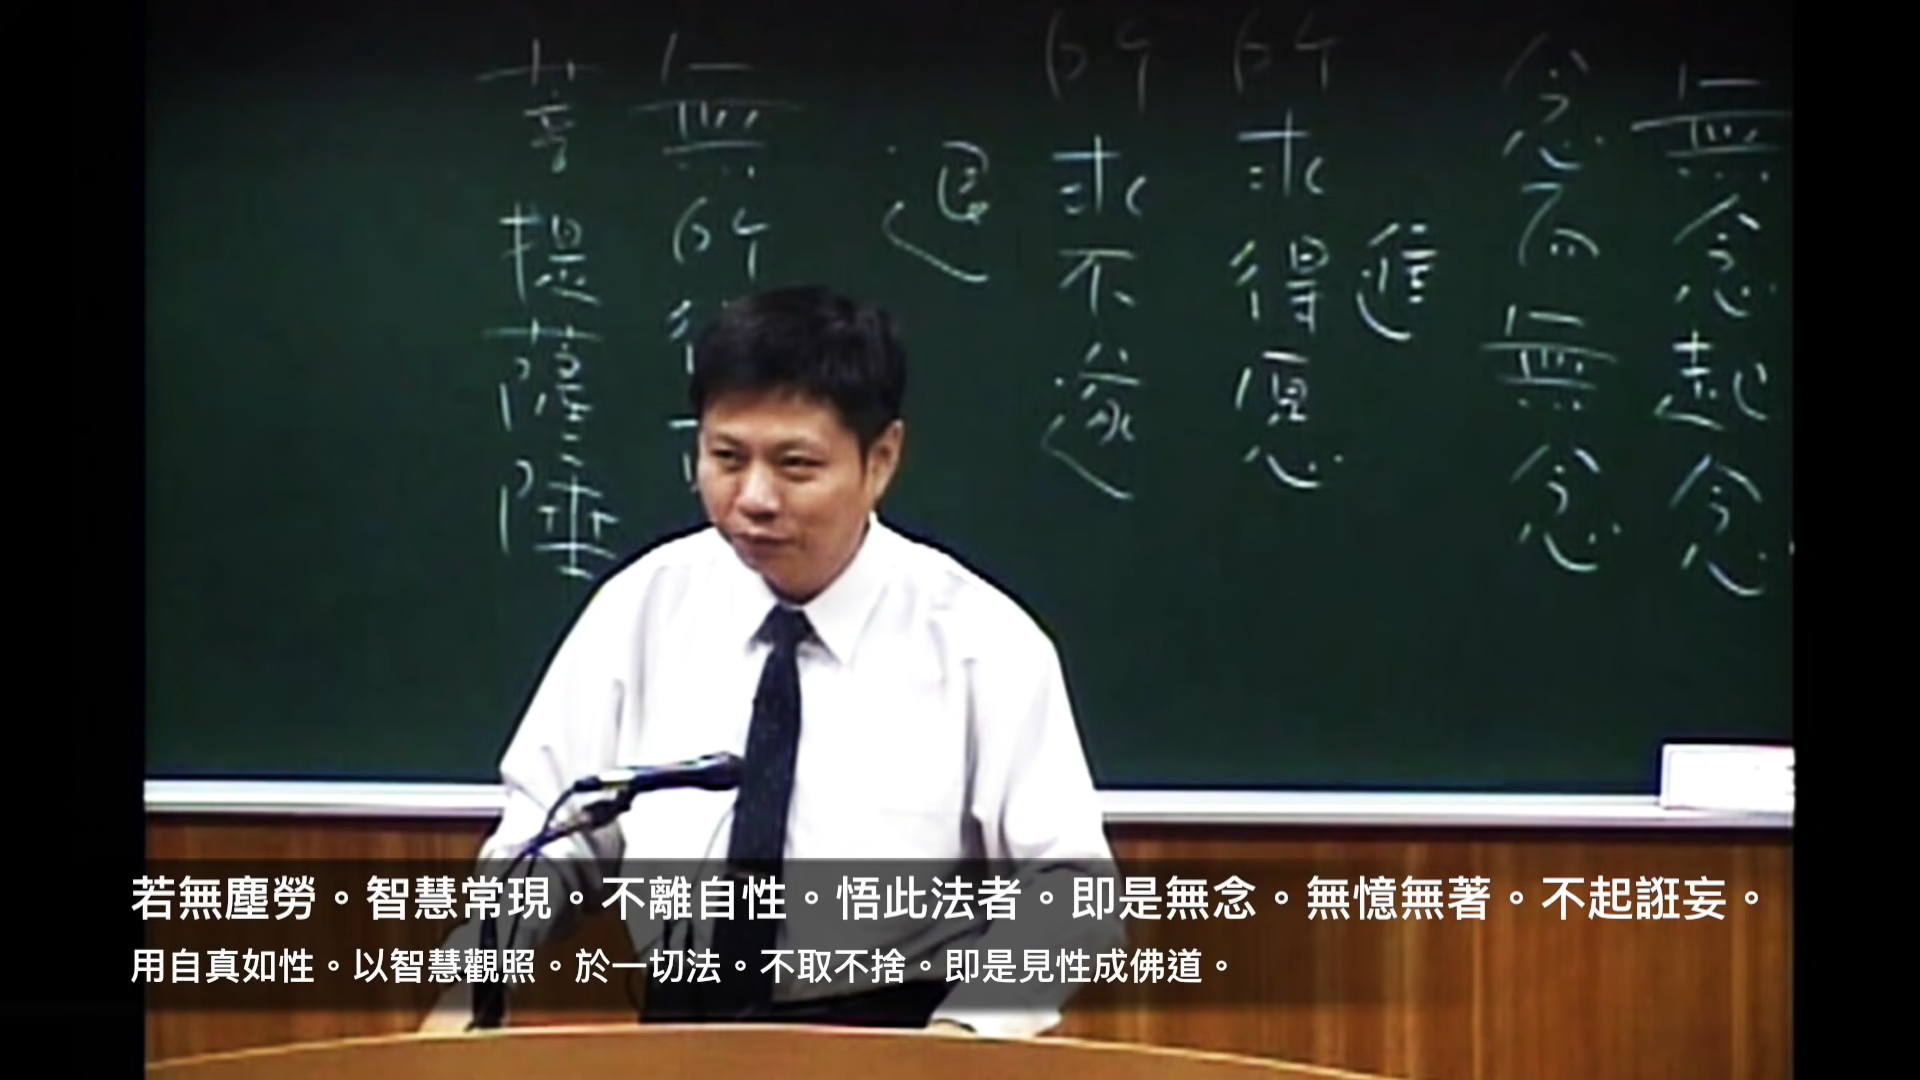 無念起念
念而無念
進
所求得愿
所求不遂
退
無所
菩提薩陲
若無塵勞。智慧常現。不離自性。悟此法者。即是無念。無憶無著。不起誑妄。
用自真如性。以智慧觀照。於一切法。不取不捨。即是見性成佛道。